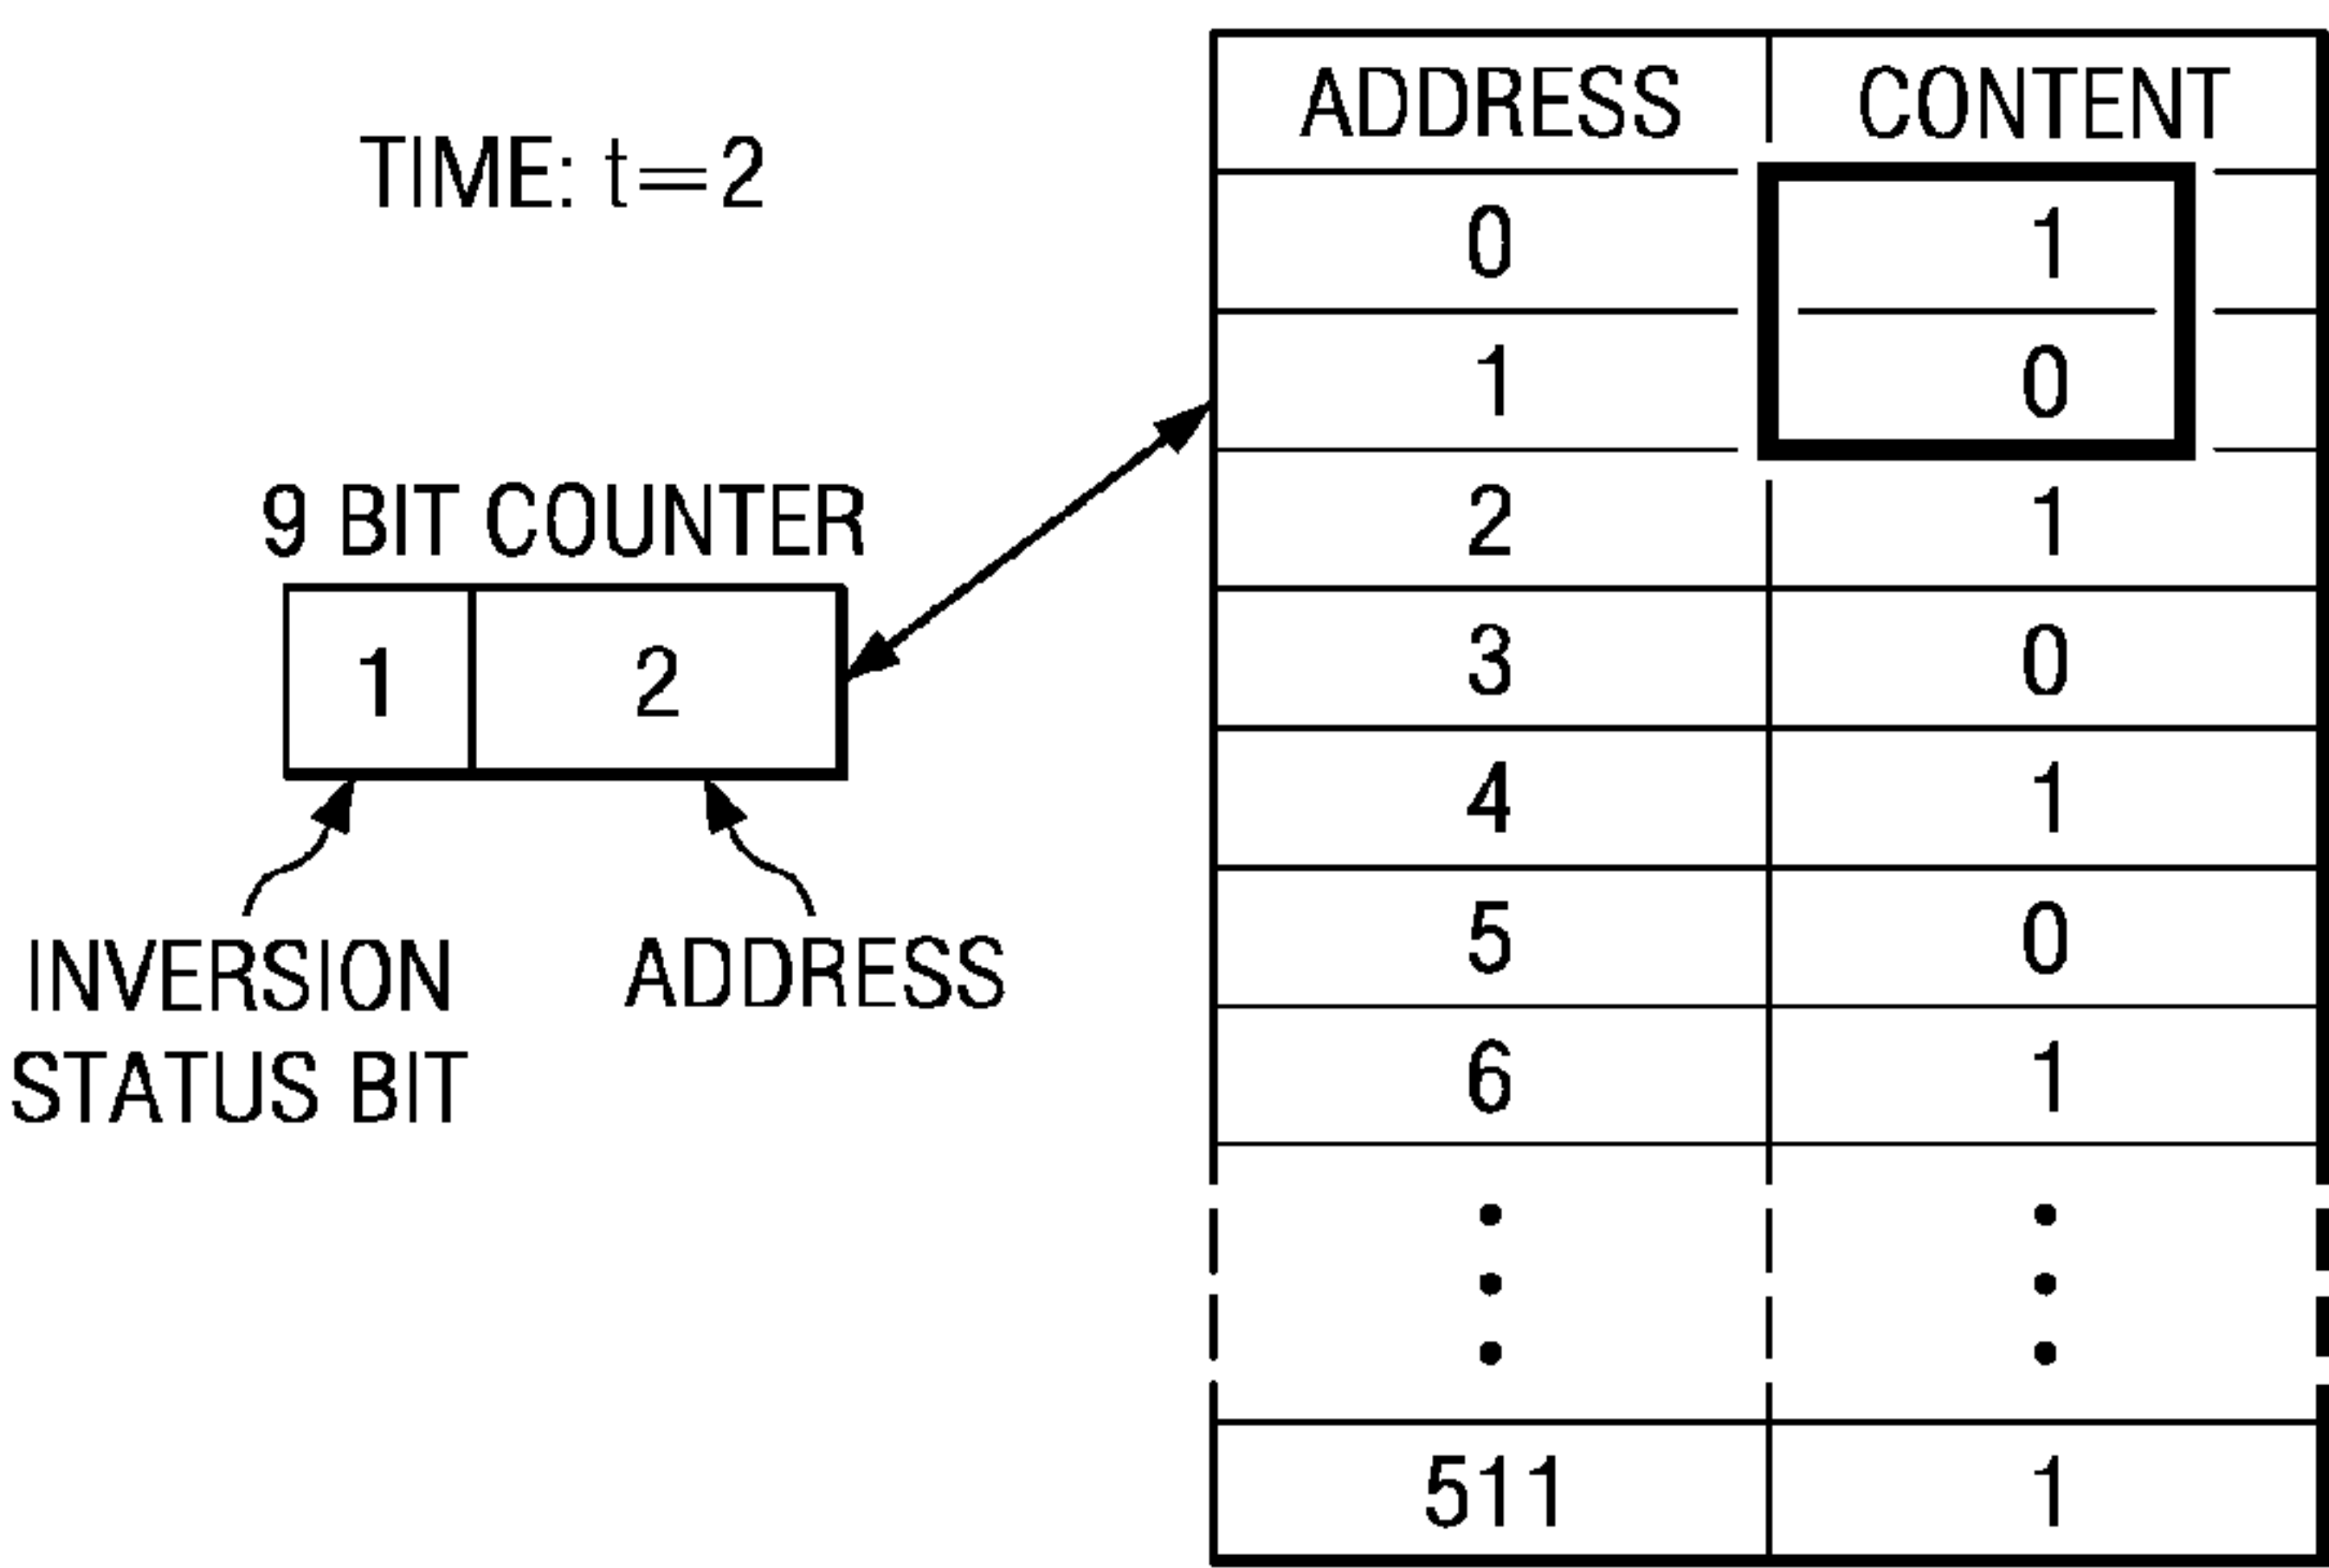 TIME: t=2
9 BIT COUNTER
1 2
INVERSION
STATUS BIT
ADDRESS
ADDRESS CONTENT
0 1
1 0
2 1
3 0
4 1
5 0
6 1
511 1